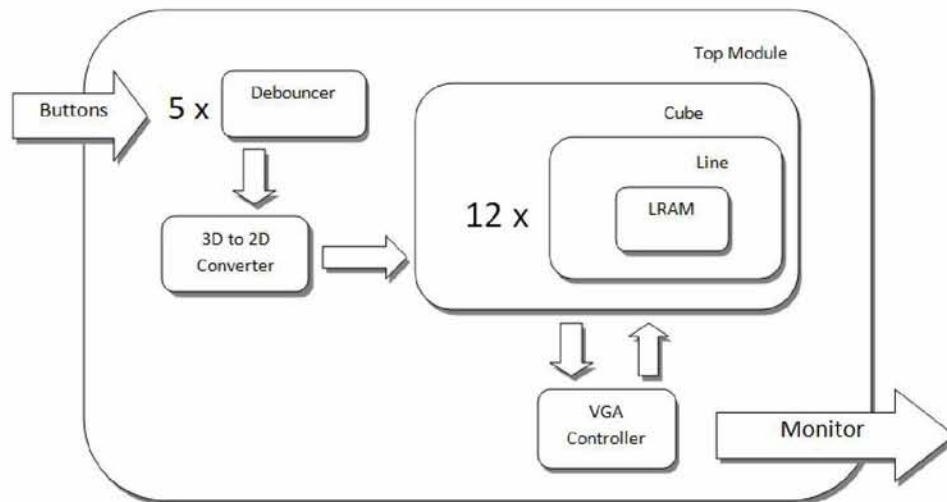 Top Module
Buttons
5 x
Debouncer
3D to 2D
Converter
Cube
12 x
Line
LRAM
VGA
Controller
Monitor